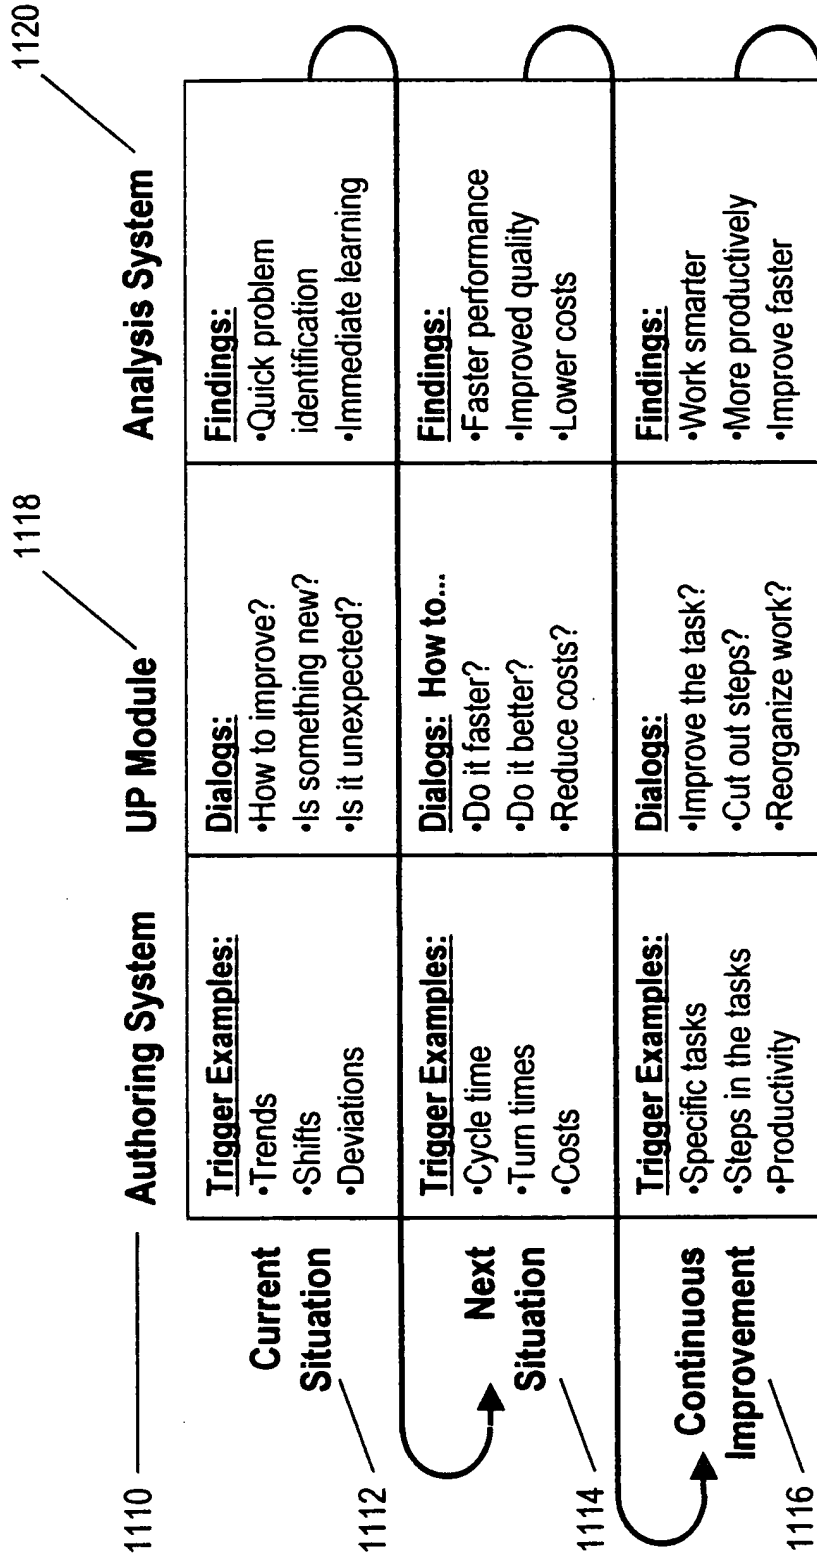 1110
Authoring System
UP Module
1118
Analysis System
1120
Current
Situation
1112
Trigger Examples:
•Trends
•Shifts
•Deviations
Dialogs:
•How to improve?
•Is something new?
•Is it unexpected?
Findings:
•Quick problem
identification
•Immediate learning
Next
Situation
1114
Trigger Examples:
•Cycle time
•Turn times
•Costs
Dialogs: How to...
•Do it faster?
•Do it better?
•Reduce costs?
Findings:
•Faster performance
•Improved quality
•Lower costs
Continuous
Improvement
1116
Trigger Examples:
•Specific tasks
•Steps in the tasks
•Productivity
Dialogs:
•Improve the task?
•Cut out steps?
•Reorganize work?
Findings:
•Work smarter
•More productively
•Improve faster